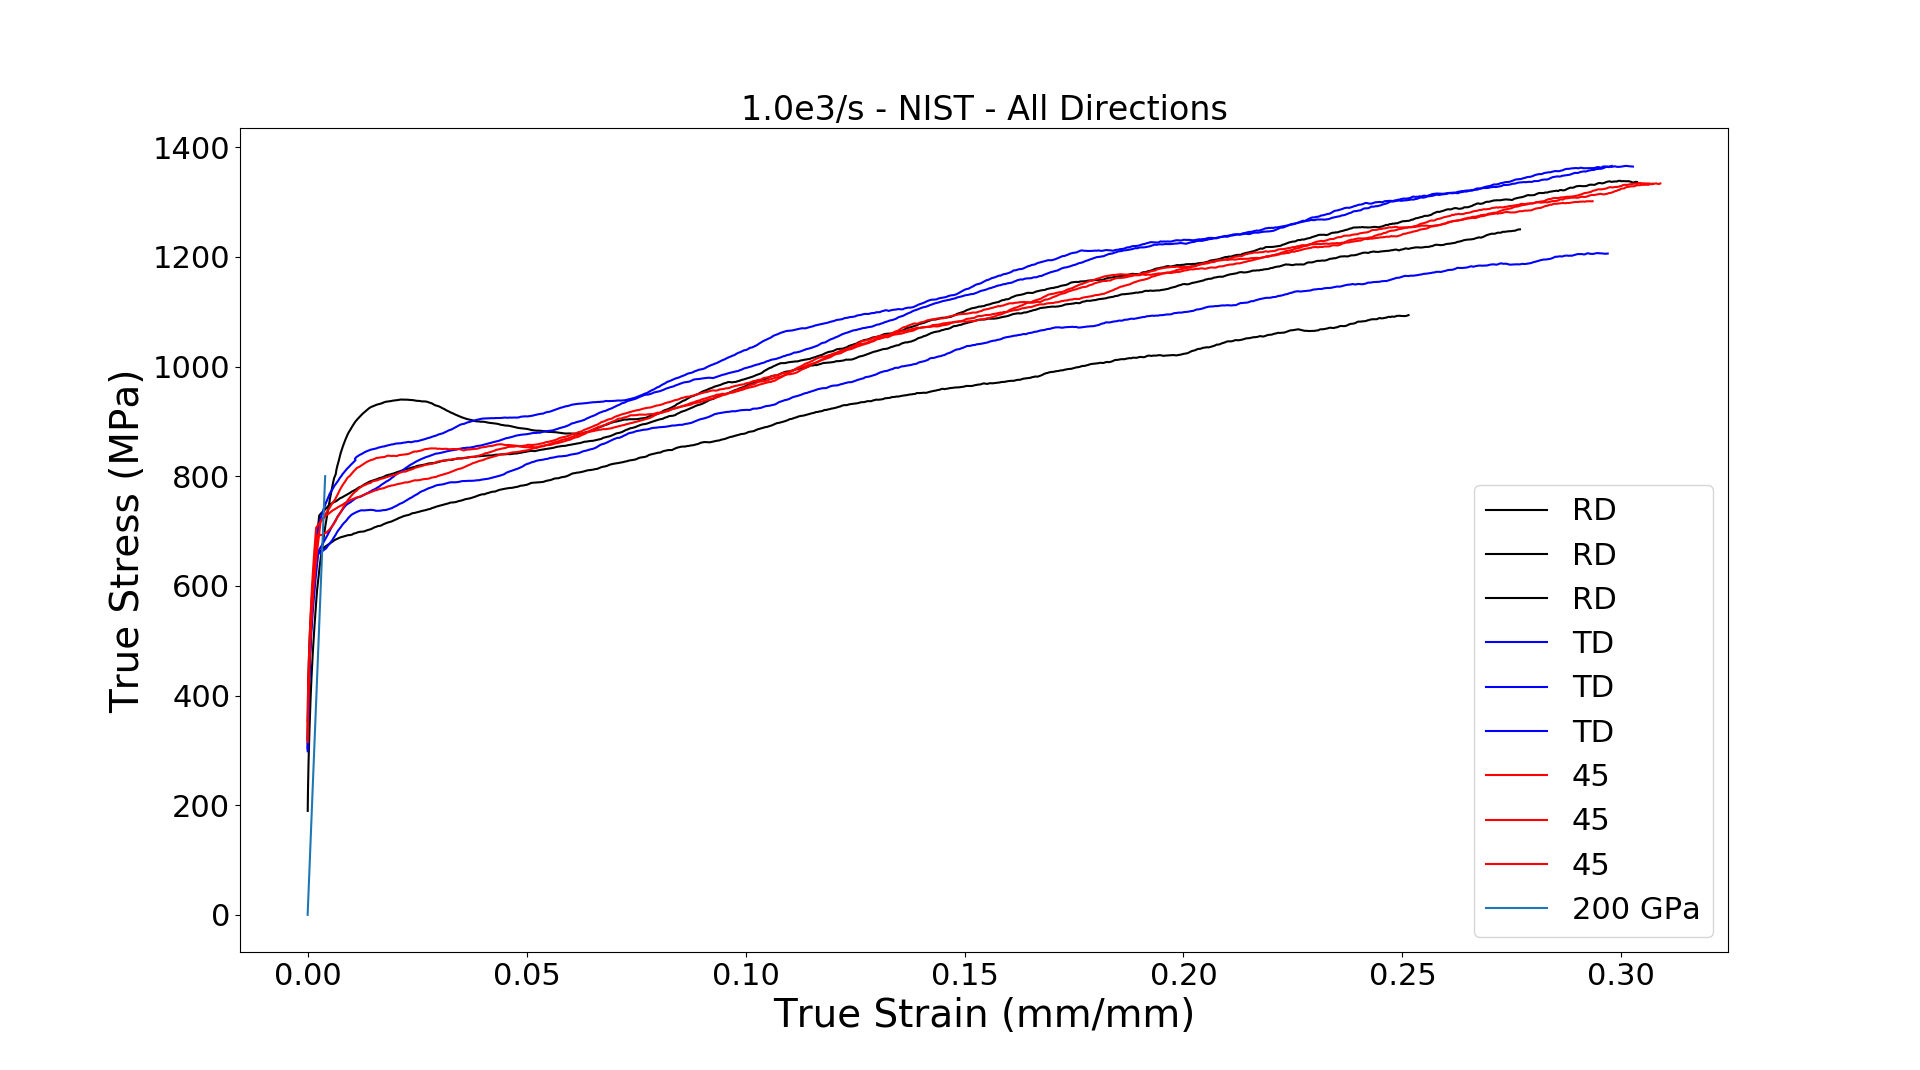 1.0e3/s - NIST - All Directions
1400
1200
1000
800
600
400
200
0
True Stress (MPa)
0.00 0.05 0.10 0.15 0.20 0.25 0.30
True Strain (mm/mm)
RD
RD
RD
TD
TD
TD
45
45
45
200 GPa